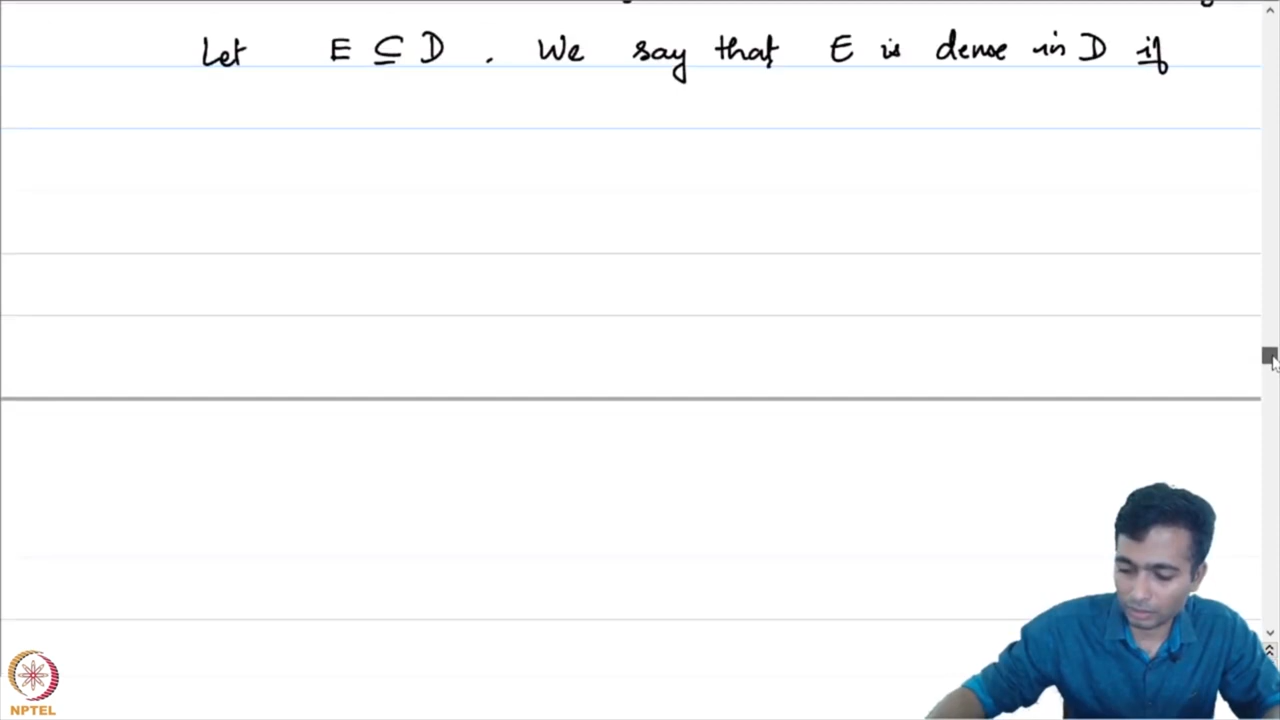 Let E ⊆ D . We say that E is dense in D if
NPTEL